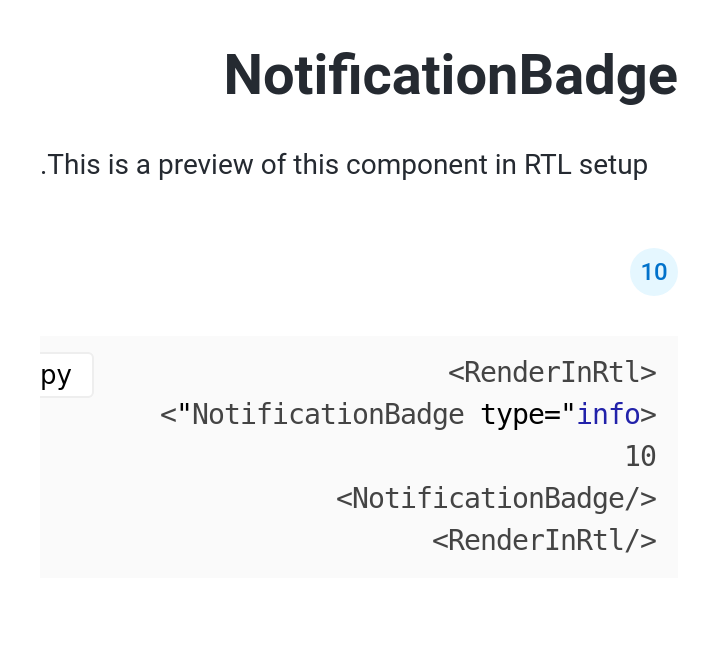 NotificationBadge
.This is a preview of this component in RTL setup
10
py
<RenderInRtl>
<"NotificationBadge type="info>
10
<NotificationBadge/>
<RenderInRtl/>